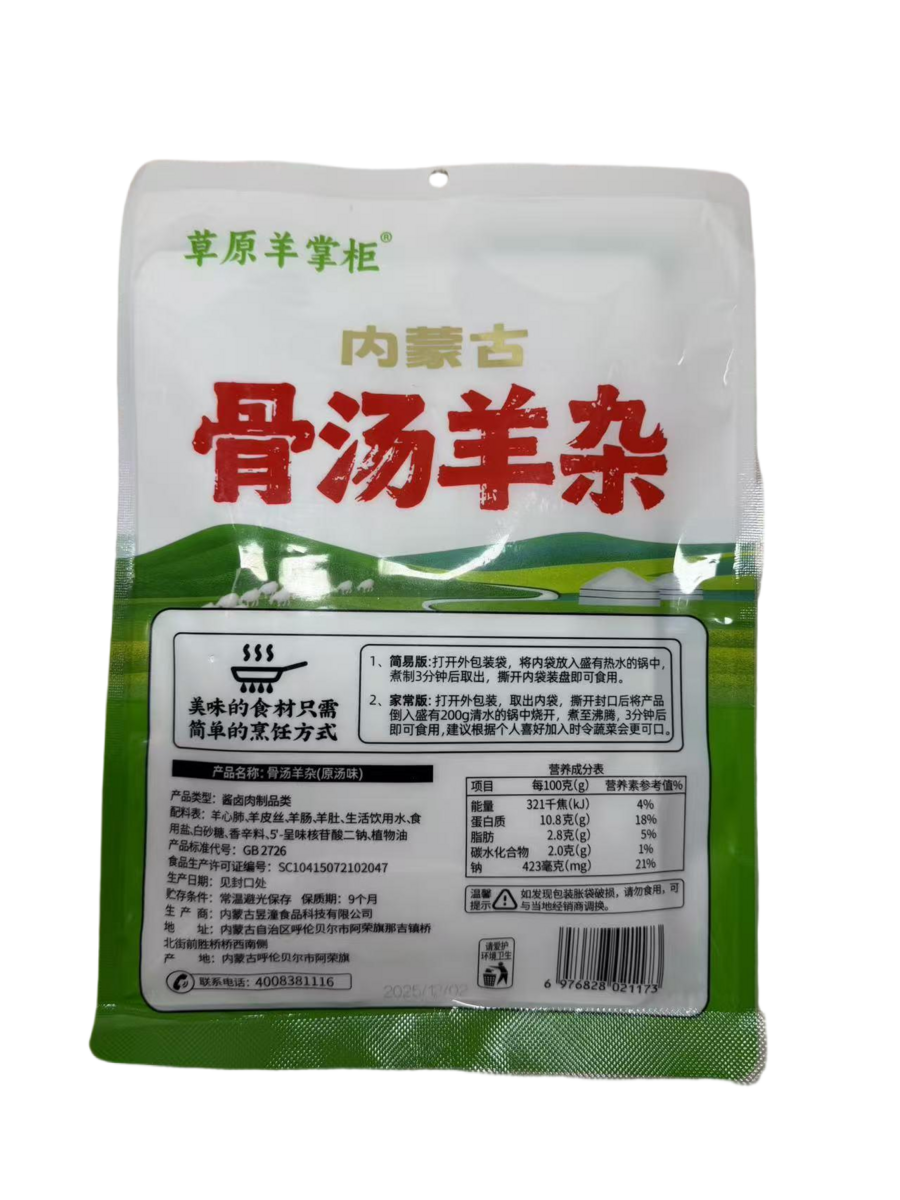 草原羊掌柜®
内蒙古
骨汤羊杂
美味的食材只需
简单的烹饪方式
1、简易版:打开外包装袋，将内袋放入盛有热水的锅中，
煮制3分钟后取出，撕开内袋装盘即可食用。
2、家常版: 打开外包装，取出内袋，撕开封口后将产品
倒入盛有200g清水的锅中烧开，煮至沸腾，3分钟后
即可食用,建议根据个人喜好加入时令蔬菜会更可口。
产品名称: 骨汤羊杂(原汤味)
产品类型: 酱卤肉制品类
配料表: 羊心肺、羊皮丝、羊肠、羊肚、生活饮用水、食
用盐、白砂糖、香辛料、5'-呈味核苷酸二钠、植物油
产品标准代号: GB 2726
食品生产许可证编号: SC10415072102047
生产日期: 见封口处
贮存条件: 常温避光保存 保质期: 9个月
生产商: 内蒙古昱潼食品科技有限公司
地址: 内蒙古自治区呼伦贝尔市阿荣旗那吉镇桥
北街前胜桥桥西南侧
产地: 内蒙古呼伦贝尔市阿荣旗
联系电话: 4008381116
营养成分表
项目 每100克(g) 营养素参考值%
能量 321千焦(kJ) 4%
蛋白质 10.8克(g) 18%
脂肪 2.8克(g) 5%
碳水化合物 2.0克(g) 1%
钠 423毫克(mg) 21%
温馨
提示
如发现包装胀袋破损，请勿食用，可
与当地经销商调换。
请爱护
环境卫生
6 976828 021173